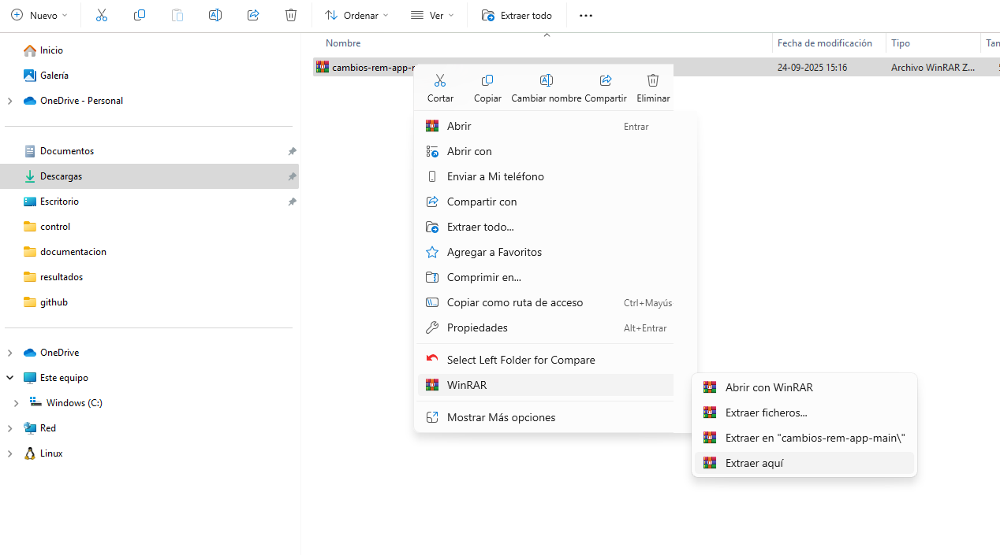 Nuevo
Ordenar
Ver
Extraer todo
Inicio
Galería
OneDrive - Personal
Documentos
Descargas
Escritorio
control
documentacion
resultados
github
OneDrive
Este equipo
Windows (C:)
Red
Linux
Nombre Fecha de modificación Tipo
cambios-rem-app- 24-09-2025 15:16 Archivo WinRAR Z...
Cortar Copiar Cambiar nombre Compartir Eliminar
Abrir Entrar
Abrir con
Enviar a Mi teléfono
Compartir con
Extraer todo...
Agregar a Favoritos
Comprimir en...
Copiar como ruta de acceso Ctrl+Mayús
Propiedades Alt+Entrar
Select Left Folder for Compare
WinRAR
Mostrar Más opciones
Abrir con WinRAR
Extraer ficheros...
Extraer en "cambios-rem-app-main\"
Extraer aquí